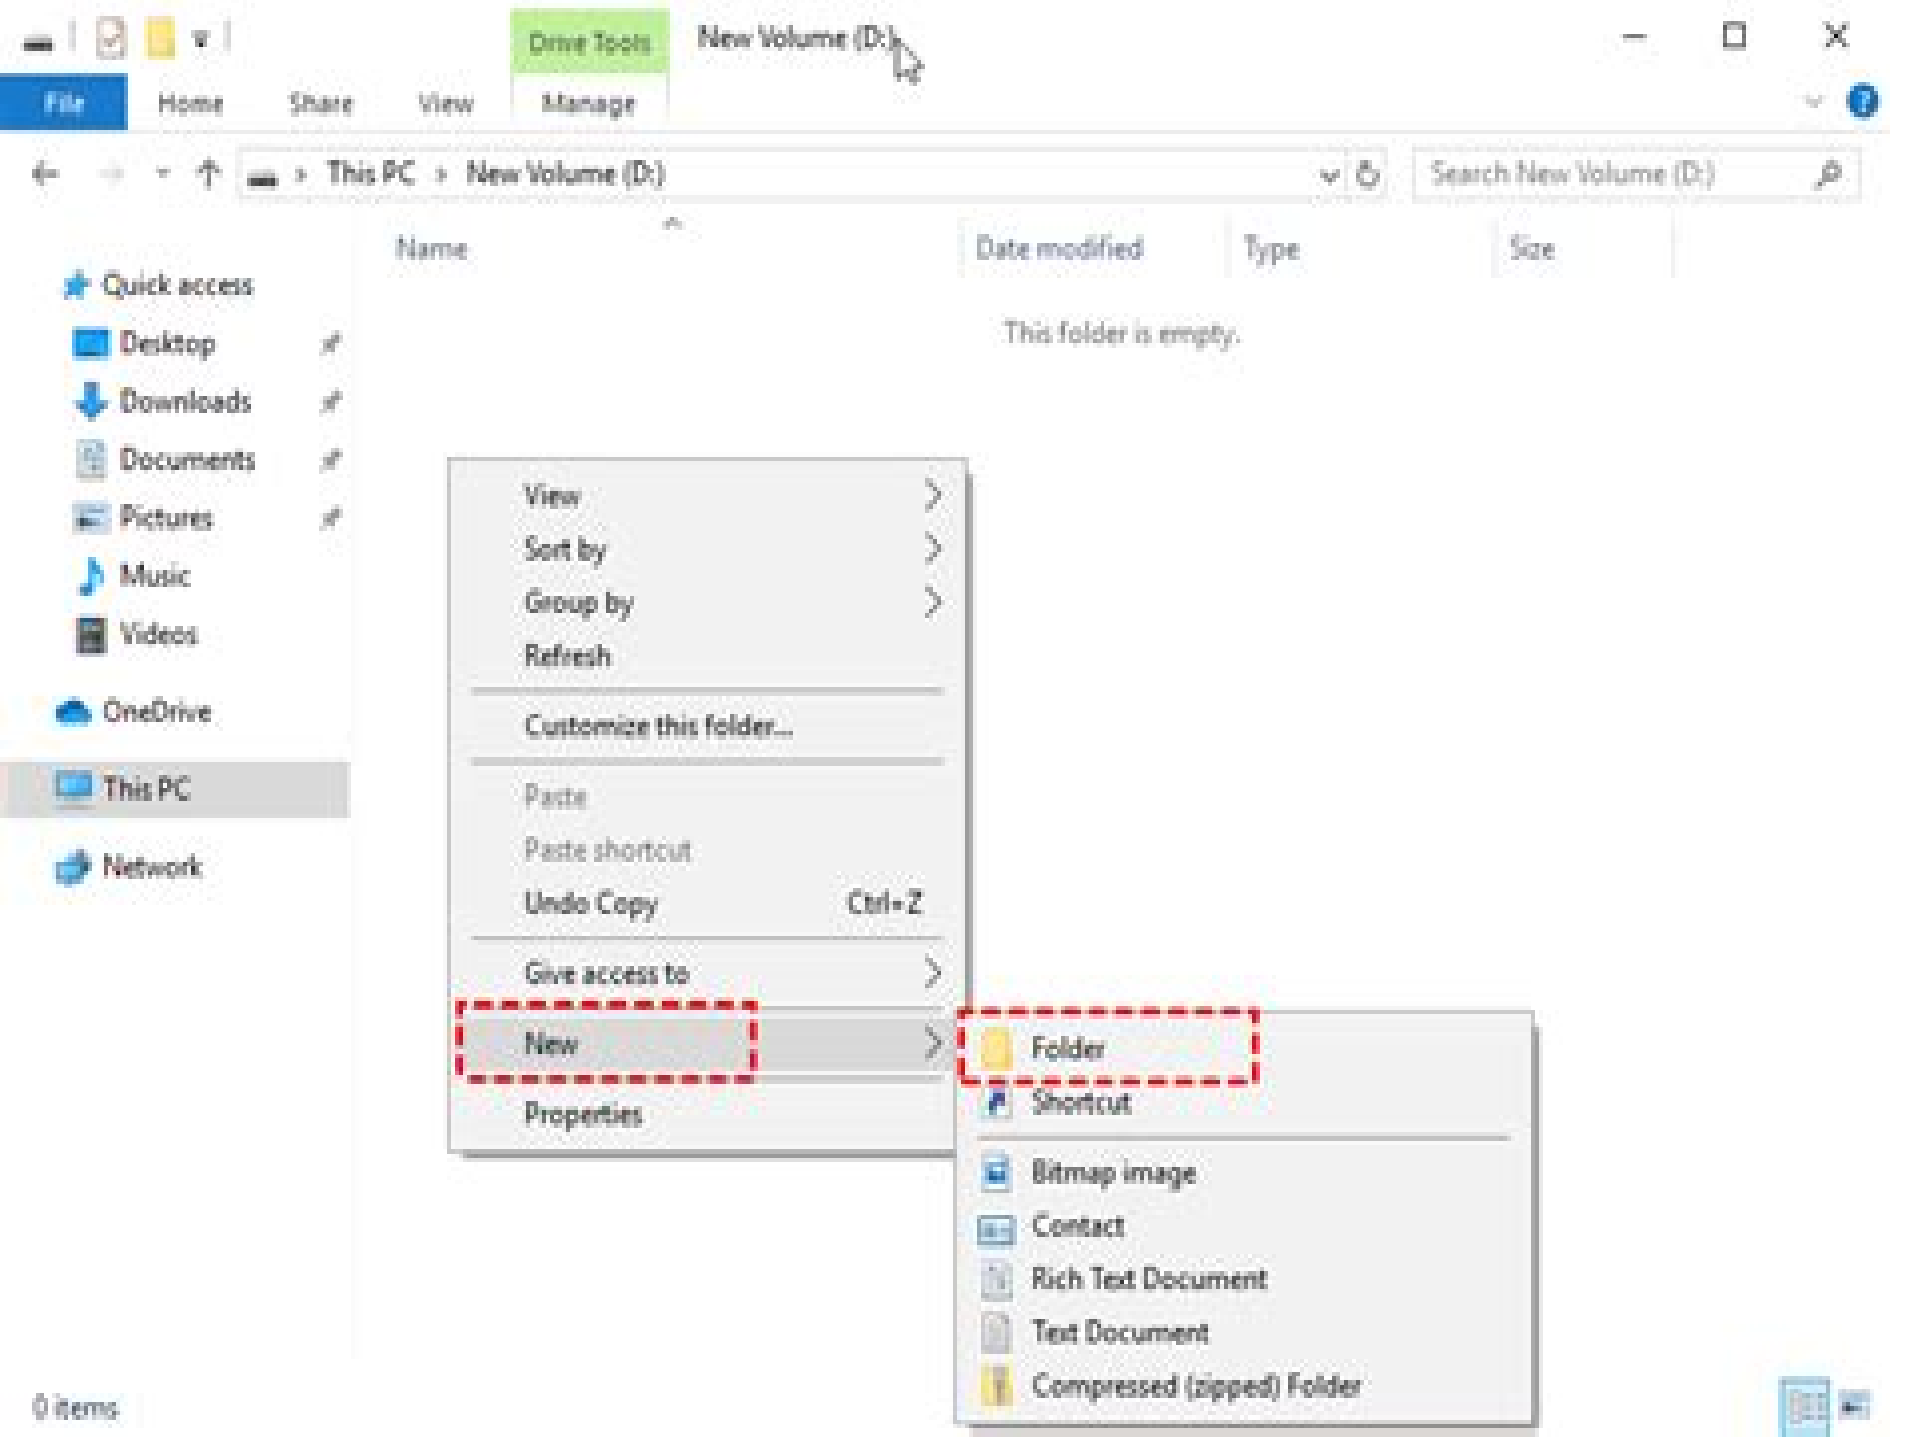 Drive Tools
New Volume (D:)
File
Home
Share
View
Manage
?
This PC > New Volume (D:)
Search New Volume (D:)
Name
Date modified
Type
Size
This folder is empty.
Quick access
Desktop
Downloads
Documents
Pictures
Music
Videos
OneDrive
This PC
Network
View
Sort by
Group by
Refresh
Customize this folder...
Paste
Paste shortcut
Undo Copy Ctrl+Z
Give access to
New
Properties
Folder
Shortcut
Bitmap image
Contact
Rich Text Document
Text Document
Compressed (zipped) Folder
0 items